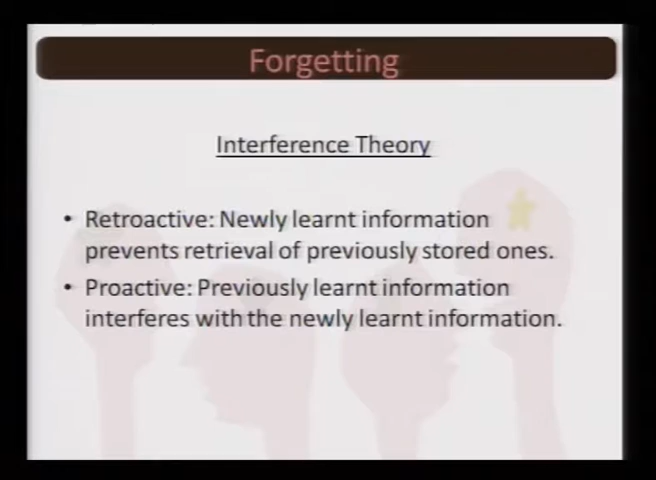 Forgetting
Interference Theory
• Retroactive: Newly learnt information
prevents retrieval of previously stored ones.
• Proactive: Previously learnt information
interferes with the newly learnt information.